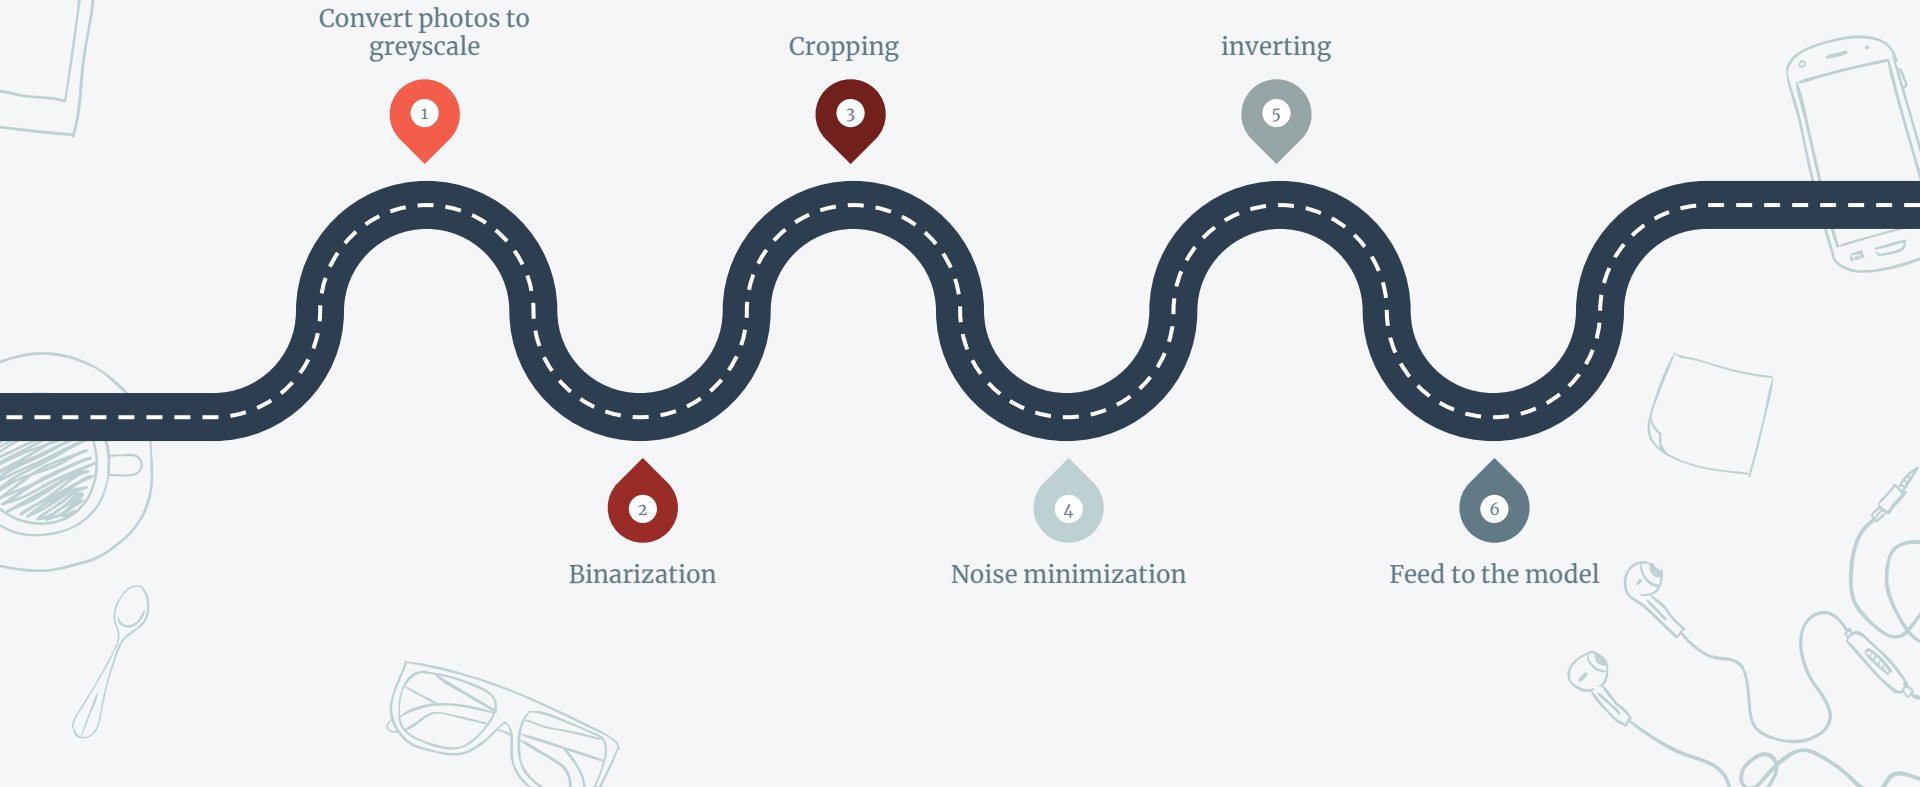 Convert photos to
greyscale
1
Binarization
2
Cropping
3
Noise minimization
4
inverting
5
Feed to the model
6